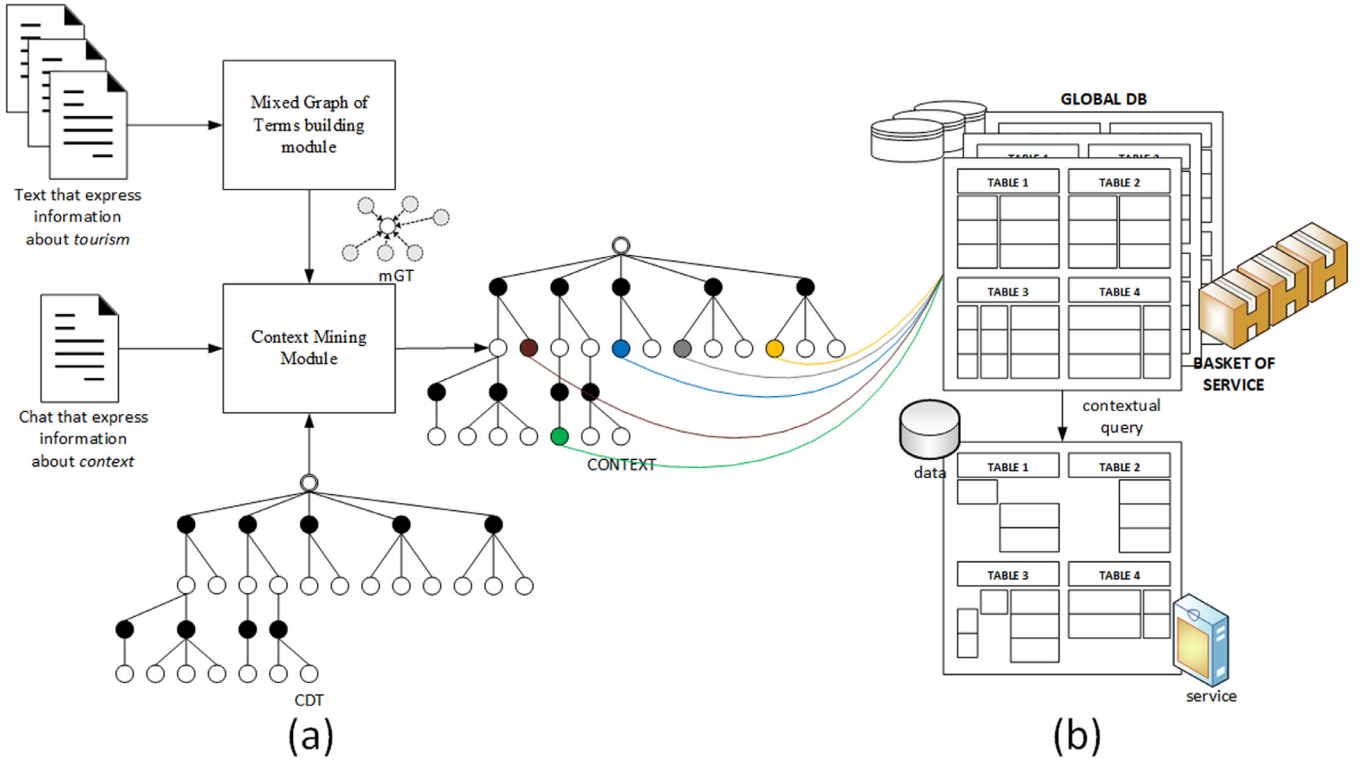 Mixed Graph of
Terms building
module
Text that express
information
about tourism
mGT
Context Mining
Module
Chat that express
information
about context
CONTEXT
CDT
(a)
GLOBAL DB
TABLE 1
TABLE 2
TABLE 3
TABLE 4
BASKET OF
SERVICE
contextual
query
data
TABLE 1
TABLE 2
TABLE 3
TABLE 4
service
(b)